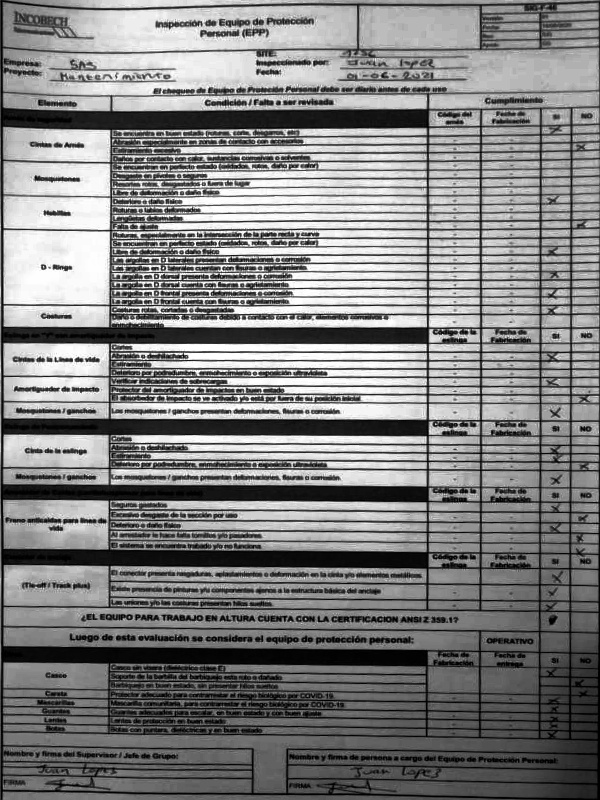 INCOBECH
Inspección de Equipo de Protección
Personal (EPP)
SIG-F-46
Empresa: SAS
SITE: 1736
Proyecto: Mantenimiento
Inspeccionado por: Juan Lopez
Fecha: 01-06-2021
El chequeo de Equipo de Protección Personal debe ser diario antes de cada uso
Elemento Condición / Falta a ser revisada Cumplimiento
Código del arnés Fecha de Fabricación SI NO
Cintas de Arnés
Se encuentra en buen estado (roturas, corte, desgarros, etc)
Abrasión especialmente en zonas de contacto con accesorios
Estiramiento excesivo
Daños por contacto con calor, sustancias corrosivas o solventes
Mosquetones
Se encuentran en perfecto estado (oxidados, rotos, daño por calor)
Desgaste en pivotes o seguros
Resortes rotos, desgastados o fuera de lugar
Libre de deformación o daño físico
Hebillas
Deterioro o daño físico
Roturas o labios deformados
Lengüetas deformadas
Falta de ajuste
D - Rings
Roturas, especialmente en la intersección de la parte recta y curva
Se encuentran en perfecto estado (oxidados, rotos, daño por calor)
Libre de deformación o daño físico
Las argollas en D laterales presentan deformaciones o corrosión
Las argollas en D laterales cuentan con fisuras o agrietamiento.
La argolla en D dorsal presenta deformaciones o corrosión
La argolla en D dorsal cuenta con fisuras o agrietamiento.
La argolla en D frontal presenta deformaciones o corrosión
La argolla en D frontal cuenta con fisuras o agrietamiento.
Costuras
Costuras rotas, cortadas o desgastadas
Daño o debilitamiento de costuras debido a contacto con el calor, elementos corrosivos o enmohecimiento
Código de la eslinga Fecha de Fabricación SI NO
Cintas de la Línea de vida
Cortes
Abrasión o deshilachado
Estiramiento
Deterioro por podredumbre, enmohecimiento o exposición ultravioleta
Amortiguador de impacto
Verificar indicaciones de sobrecargas
Protector del amortiguador de impactos en buen estado
El absorbedor de impacto se ve activado y/o está por fuera de su posición inicial.
Mosquetones / ganchos Los mosquetones / ganchos presentan deformaciones, fisuras o corrosión.
Código de la eslinga Fecha de Fabricación SI NO
Cinta de la eslinga
Cortes
Abrasión o deshilachado
Estiramiento
Deterioro por podredumbre, enmohecimiento o exposición ultravioleta
Mosquetones / ganchos Los mosquetones / ganchos presentan deformaciones, fisuras o corrosión.
Código de la eslinga Fecha de Fabricación SI NO
Freno anticaídas para línea de vida
Seguros gastados
Excesivo desgaste de la sección por uso
Deterioro o daño físico
Al arrestador le hace falta tornillos y/o pasadores.
El sistema se encuentra trabado y/o no funciona.
Código de la eslinga Fecha de Fabricación SI NO
(Tie-off / Track plus)
El conector presenta rasgaduras, aplastamientos o deformación en la cinta y/o elementos metálicos.
Existe presencia de pinturas y/o componentes ajenos a la estructura básica del anclaje
Las uniones y/o las costuras presentan hilos sueltos.
¿EL EQUIPO PARA TRABAJO EN ALTURA CUENTA CON LA CERTIFICACION ANSI Z 359.1?
Luego de esta evaluación se considera el equipo de protección personal: OPERATIVO
Fecha de Fabricación Fecha de entrega SI NO
Casco
Casco sin visera (dieléctrico clase E)
Soporte de la barbilla del barbiquejo esta roto o dañado
Barbiquejo en buen estado, sin presentar hilos sueltos
Careta Protector adecuado para contrarrestar el riesgo biológico por COVID-19.
Mascarillas Mascarilla comunitaria, para contrarrestar el riesgo biológico por COVID-19.
Guantes Guantes adecuados para escalar, en buen estado y con buen ajuste
Lentes Lentes de protección en buen estado
Botas Botas con puntera, dieléctricas y en buen estado
Nombre y firma del Supervisor / Jefe de Grupo:
Nombre y firma de persona a cargo del Equipo de Protección Personal:
Juan Lopez
Juan Lopez
FIRMA
FIRMA